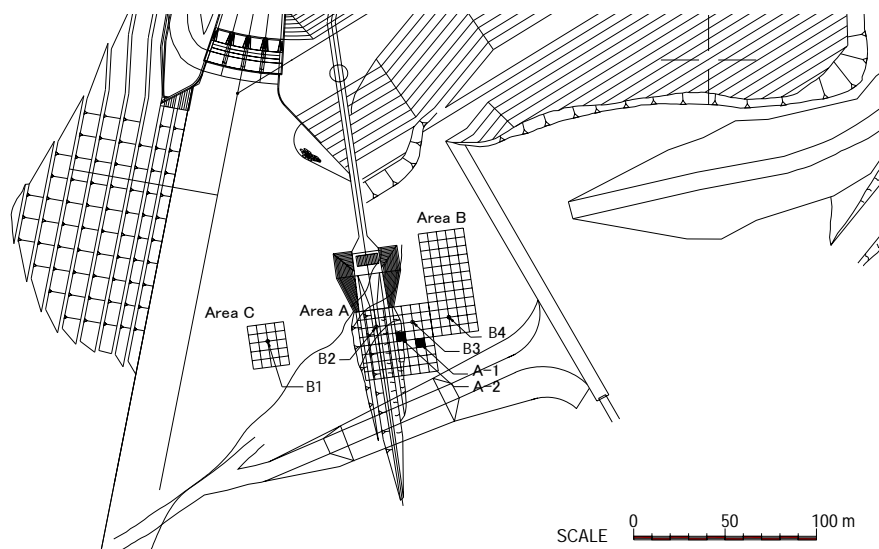 Area B
Area C
Area A
B4
B2
B3
A-1
B1
A-2
SCALE
0
50
100 m